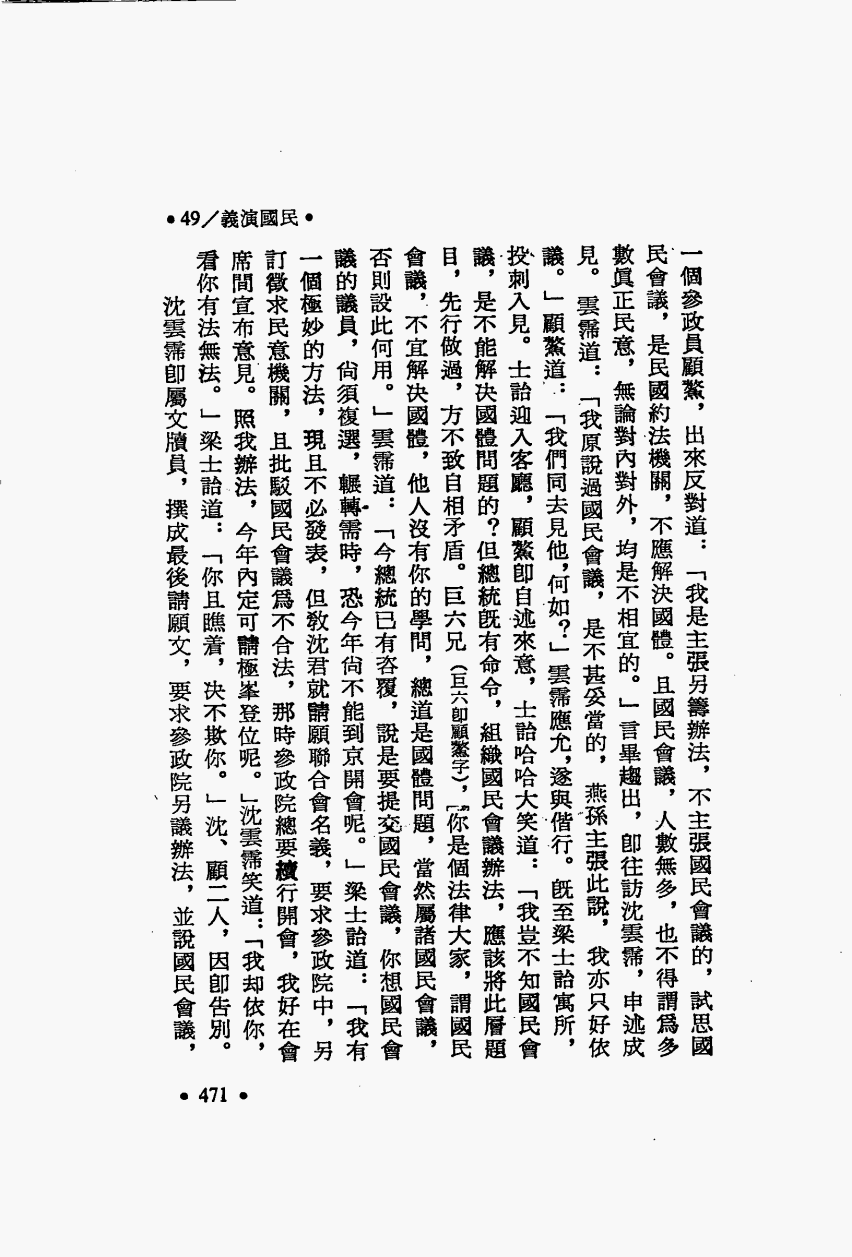 •49／義演國民•
一個參政員顧鰲，出來反對道：「我是主張另籌辦法，不主張國民會議的，試思國
民會議，是民國約法機關，不應解決國體。且國民會議，人數無多，也不得謂爲多
數眞正民意，無論對內對外，均是不相宜的。」言畢趨出，卽往訪沈雲霈，申述成
見。雲霈道：「我原說過國民會議，是不甚妥當的，燕孫主張此說，我亦只好依
議。」顧鰲道：「我們同去見他，何如？」雲霈應允，遂與偕行。旣至梁士詒寓所，
投刺入見。士詒迎入客廳，顧鰲卽自述來意，士詒哈哈大笑道：「我豈不知國民會
議，是不能解決國體問題的？但總統旣有命令，組織國民會議辦法，應該將此層題
目，先行做過，方不致自相矛盾。巨六兄（巨六卽顧鰲字），「你是個法律大家，謂國民
會議，不宜解決國體，他人沒有你的學問，總道是國體問題，當然屬諸國民會議，
否則設此何用。」雲霈道：「今總統已有咨覆，說是要提交國民會議，你想國民會
議的議員，尙須複選，輾轉需時，恐今年尙不能到京開會呢。」梁士詒道：「我有
一個極妙的方法，現且不必發表，但敎沈君就請願聯合會名義，要求參政院中，另
訂徵求民意機關，且批駁國民會議爲不合法，那時參政院總要續行開會，我好在會
席間宣布意見。照我辦法，今年內定可請極峯登位呢。」沈雲霈笑道：「我却依你，
看你有法無法。」梁士詒道：「你且瞧着，决不欺你。」沈、顧二人，因卽告別。
沈雲霈卽屬文牘員，撰成最後請願文，要求參政院另議辦法，並說國民會議，
•471•